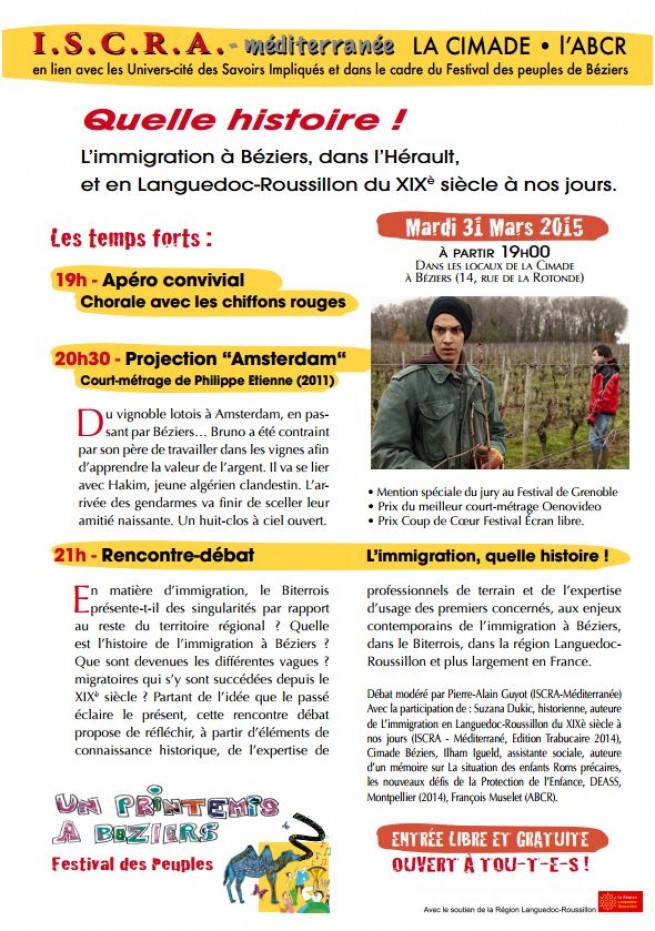 I.S.C.R.A.- méditerranée LA CIMADE • l'ABCR
en lien avec les Univers-cité des Savoirs Impliqués et dans le cadre du Festival des peuples de Béziers
Quelle histoire !
L'immigration à Béziers, dans l'Hérault,
et en Languedoc-Roussillon du XIXè siècle à nos jours.
Les temps forts :
19h - Apéro convivial
Chorale avec les chiffons rouges
Mardi 31 Mars 2015
À PARTIR 19H00
DANS LES LOCAUX DE LA CIMADE
À BÉZIERS (14, RUE DE LA ROTONDE)
20h30 - Projection “Amsterdam“
Court-métrage de Philippe Etienne (2011)
Du vignoble lotois à Amsterdam, en pas-
sant par Béziers… Bruno a été contraint
par son père de travailler dans les vignes afin
d'apprendre la valeur de l'argent. Il va se lier
avec Hakim, jeune algérien clandestin. L'ar-
rivée des gendarmes va finir de sceller leur
amitié naissante. Un huit-clos à ciel ouvert.
• Mention spéciale du jury au Festival de Grenoble
• Prix du meilleur court-métrage Oenovideo
• Prix Coup de Cœur Festival Écran libre.
21h - Rencontre-débat
L'immigration, quelle histoire !
En matière d'immigration, le Biterrois
présente-t-il des singularités par rapport
au reste du territoire régional ? Quelle
est l'histoire de l'immigration à Béziers ?
Que sont devenues les différentes vagues ?
migratoires qui s'y sont succédées depuis le
XIXè siècle ? Partant de l'idée que le passé
éclaire le présent, cette rencontre débat
propose de réfléchir, à partir d'éléments de
connaissance historique, de l'expertise de
professionnels de terrain et de l'expertise
d'usage des premiers concernés, aux enjeux
contemporains de l'immigration à Béziers,
dans le Biterrois, dans la région Languedoc-
Roussillon et plus largement en France.
Débat modéré par Pierre-Alain Guyot (ISCRA-Méditerranée)
Avec la participation de : Suzana Dukic, historienne, auteure
de L'immigration en Languedoc-Roussillon du XIXè siècle à
nos jours (ISCRA - Méditerrané, Edition Trabucaire 2014),
Cimade Béziers, Ilham Igueld, assistante sociale, auteure
d'un mémoire sur La situation des enfants Roms précaires,
les nouveaux défis de la Protection de l'Enfance, DEASS,
Montpellier (2014), François Muselet (ABCR).
UN PRINTEMPS
A BEZIERS
Festival des Peuples
ENTRÉE LIBRE ET GRATUITE
OUVERT À TOU-T-E-S !
Avec le soutien de la Région Languedoc-Roussillon
la Région
Languedoc
Roussillon